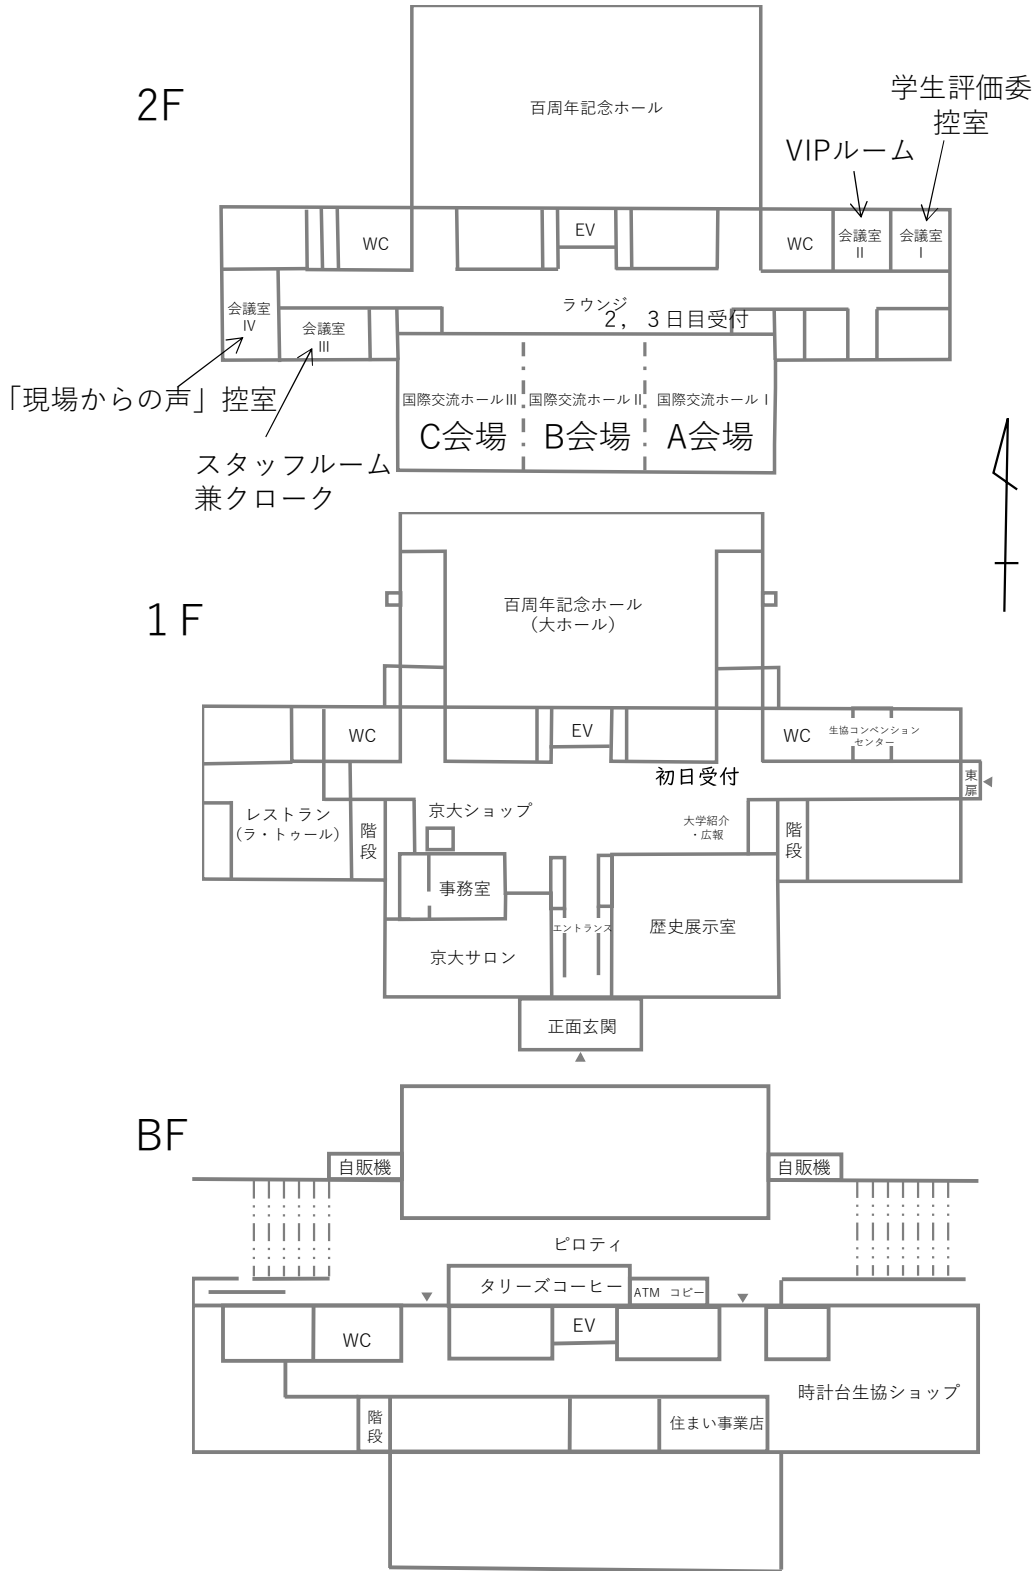 2F
百周年記念ホール
学生評価委
控室
VIPルーム
WC
EV
WC
会議室
II
会議室
I
会議室
IV
会議室
III
ラウンジ
２，３日目受付
「現場からの声」控室
スタッフルーム
兼クローク
国際交流ホールⅢ
国際交流ホールⅡ
国際交流ホールⅠ
C会場
B会場
A会場
１F
百周年記念ホール
（大ホール）
WC
EV
WC
生協コンベンション
センター
初日受付
東
扉
レストラン
（ラ・トゥール）
階
段
京大ショップ
大学紹介
・広報
階
段
事務室
エントランス
歴史展示室
京大サロン
正面玄関
BF
自販機
自販機
ピロティ
タリーズコーヒー
ATM コピー
WC
EV
時計台生協ショップ
階
段
住まい事業店